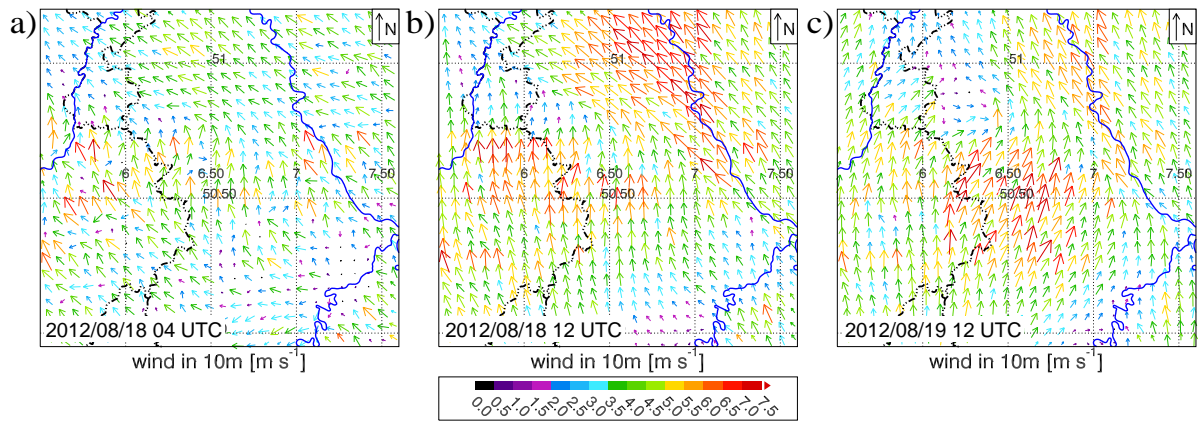 a)
N
51
6
6.50
7
7.50
50.50
2012/08/18 04 UTC
wind in 10m [m s-1]
b)
N
51
6
6.50
7
7.50
50.50
2012/08/18 12 UTC
wind in 10m [m s-1]
0.0 0.5 1.0 1.5 2.0 2.5 3.0 3.5 4.0 4.5 5.0 5.5 6.0 6.5 7.0 7.5
c)
N
51
6
6.50
7
7.50
50.50
2012/08/19 12 UTC
wind in 10m [m s-1]